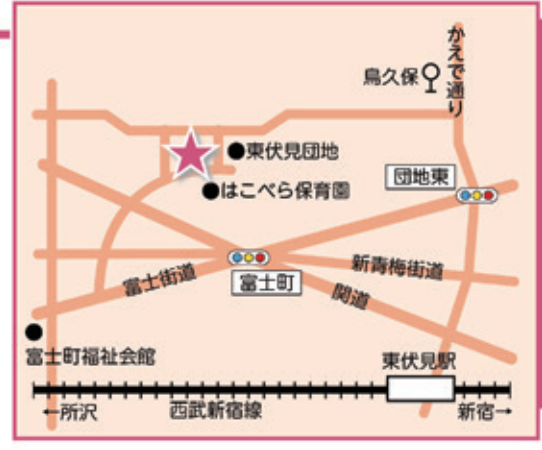 かえで通り
鳥久保
東伏見団地
団地東
はこべら保育園
新青梅街道
富士街道
富士町
関道
富士町福祉会館
東伏見駅
←所沢
西武新宿線
新宿→